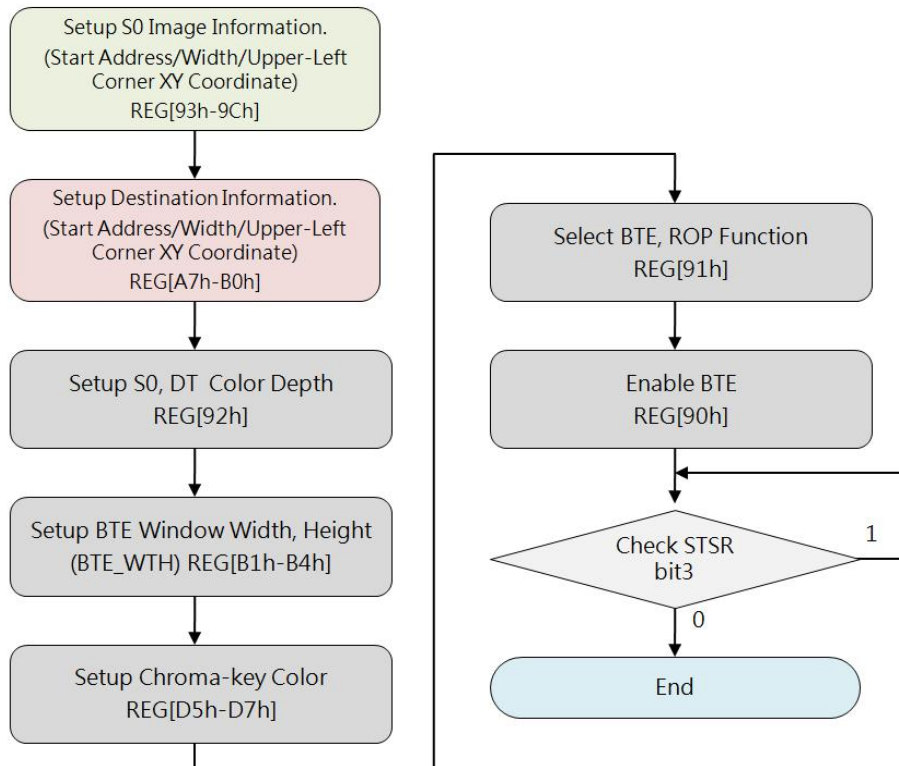 Setup S0 Image Information.
(Start Address/Width/Upper-Left
Corner XY Coordinate)
REG[93h-9Ch]
Setup Destination Information.
(Start Address/Width/Upper-Left
Corner XY Coordinate)
REG[A7h-B0h]
Setup S0, DT Color Depth
REG[92h]
Setup BTE Window Width, Height
(BTE_WTH) REG[B1h-B4h]
Setup Chroma-key Color
REG[D5h-D7h]
Select BTE, ROP Function
REG[91h]
Enable BTE
REG[90h]
Check STSR
bit3
1
0
End